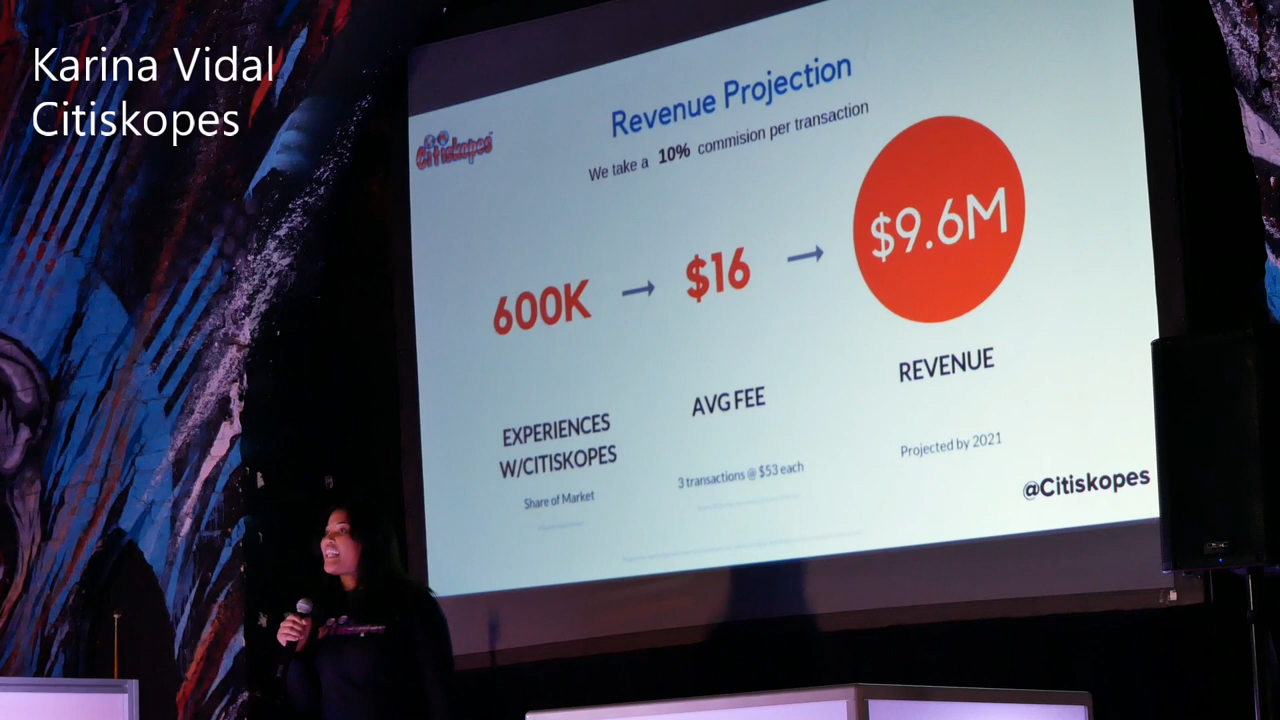 Karina Vidal
Citiskopes
Revenue Projection
Citiskopes
We take a 10% commision per transaction
600K → $16 → $9.6M
EXPERIENCES
W/CITISKOPES
AVG FEE
REVENUE
Share of Market
3 transactions @ $53 each
Projected by 2021
@Citiskopes